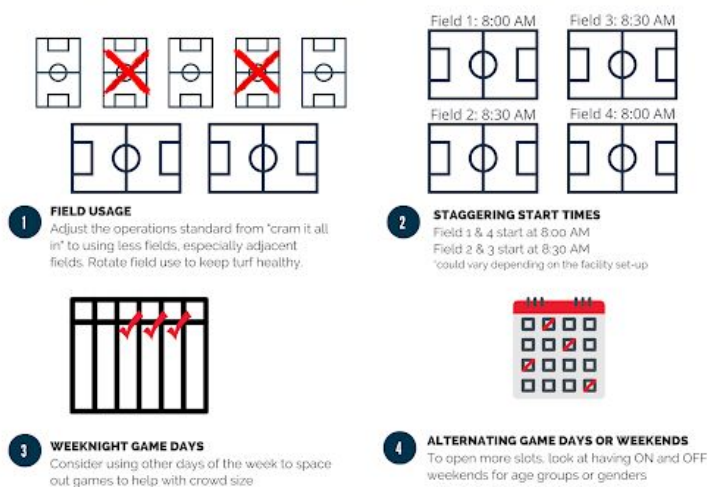 Field 1: 8:00 AM
Field 3: 8:30 AM
Field 2: 8:30 AM
Field 4: 8:00 AM
1
FIELD USAGE
Adjust the operations standard from "cram it all
in" to using less fields, especially adjacent
fields. Rotate field use to keep turf healthy.
2
STAGGERING START TIMES
Field 1 & 4 start at 8:00 AM
Field 2 & 3 start at 8:30 AM
*could vary depending on the facility set-up
3
WEEKNIGHT GAME DAYS
Consider using other days of the week to space
out games to help with crowd size
4
ALTERNATING GAME DAYS OR WEEKENDS
To open more slots, look at having ON and OFF
weekends for age groups or genders